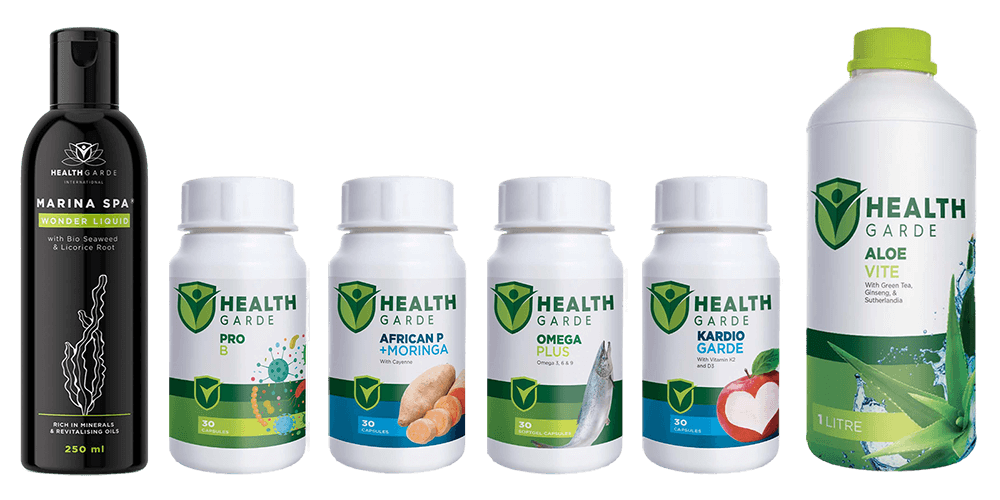 HEALTHGARDE
INTERNATIONAL
MARINA SPA®
WONDER LIQUID
with Bio Seaweed
& Licorice Root
RICH IN MINERALS
& REVITALISING OILS
250 ml
HEALTH
GARDE
PRO
B
30
CAPSULES
HEALTH
GARDE
AFRICAN P
+MORINGA
With Cayenne
30
CAPSULES
HEALTH
GARDE
OMEGA
PLUS
Omega 3, 6 & 9
30
SOFTGEL CAPSULES
HEALTH
GARDE
KARDIO
GARDE
With Vitamin K2
and D3
30
CAPSULES
HEALTH
GARDE
ALOE
VITE
With Green Tea,
Ginseng, &
Sutherlandia
1 LITRE